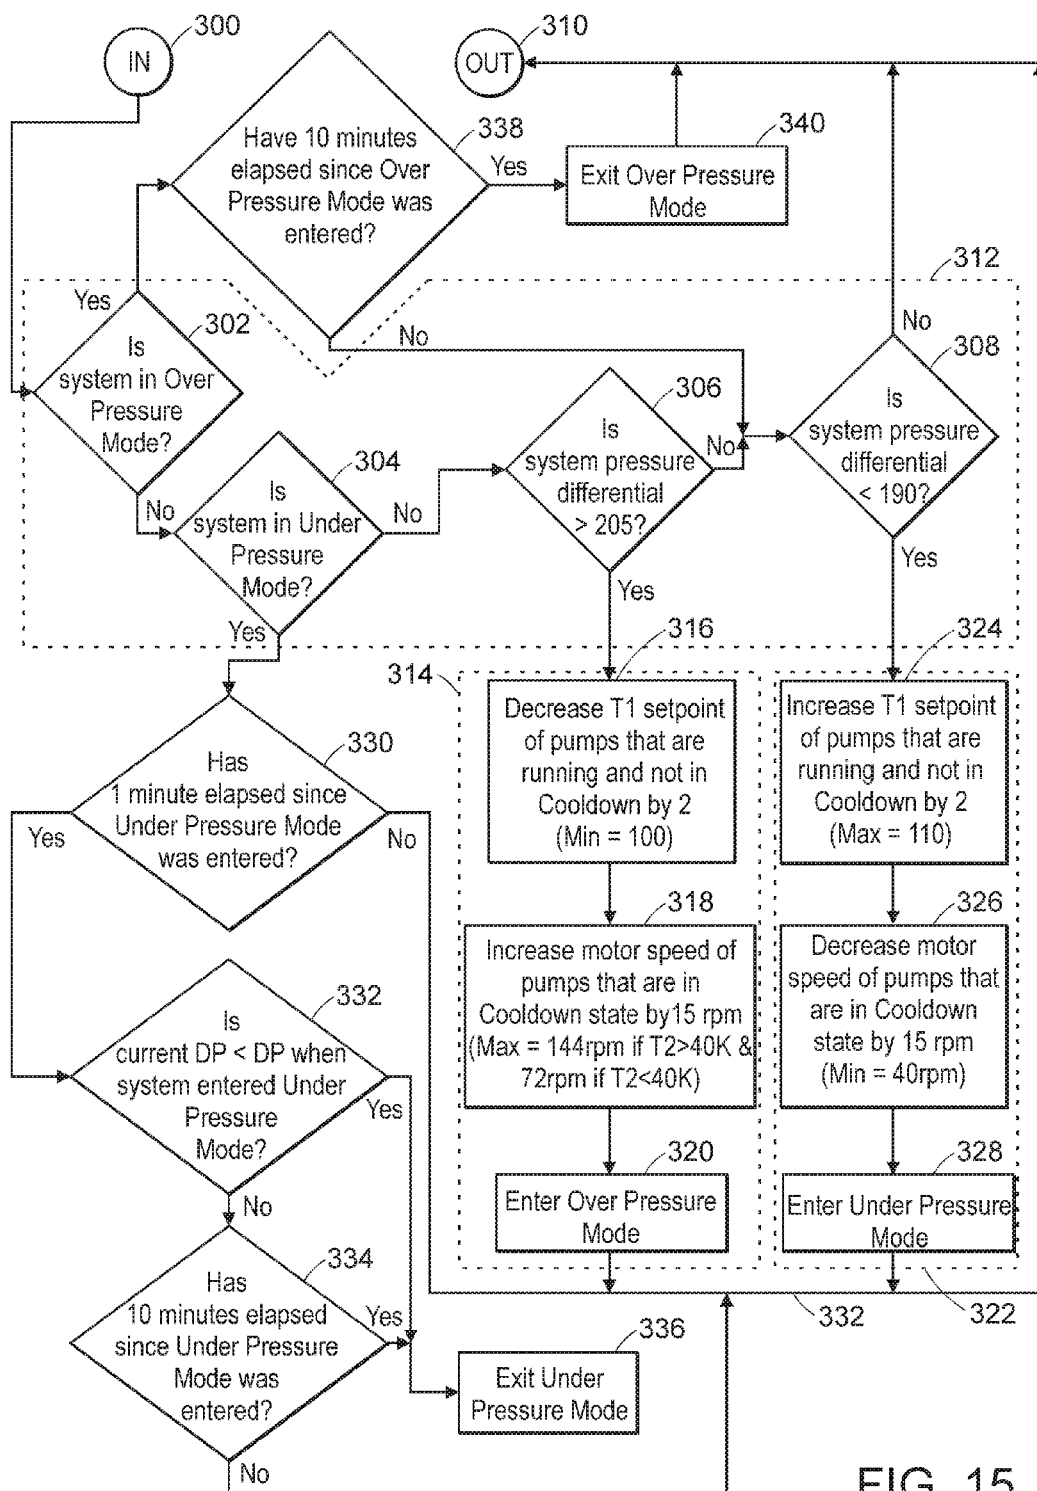 300
IN
310
OUT
338
Have 10 minutes
elapsed since Over
Pressure Mode was
entered?
Yes
340
Exit Over Pressure
Mode
312
Yes
302
Is
system in Over
Pressure
Mode?
No
No
308
Is
system pressure
differential
< 190?
306
Is
system pressure
differential
> 205?
No
304
Is
system in Under
Pressure
Mode?
No
No
Yes
Yes
Yes
314
316
Decrease T1 setpoint
of pumps that are
running and not in
Cooldown by 2
(Min = 100)
324
Increase T1 setpoint
of pumps that are
running and not in
Cooldown by 2
(Max = 110)
330
Has
1 minute elapsed since
Under Pressure Mode
was entered?
Yes
No
318
Increase motor speed of
pumps that are in
Cooldown state by15 rpm
(Max = 144rpm if T2>40K &
72rpm if T2<40K)
326
Decrease motor
speed of pumps that
are in Cooldown
state by 15 rpm
(Min = 40rpm)
332
Is
current DP < DP when
system entered Under
Pressure
Mode?
Yes
No
320
Enter Over Pressure
Mode
328
Enter Under Pressure
Mode
334
Has
10 minutes elapsed
since Under Pressure
Mode was
entered?
Yes
No
332
322
336
Exit Under
Pressure Mode
FIG. 15